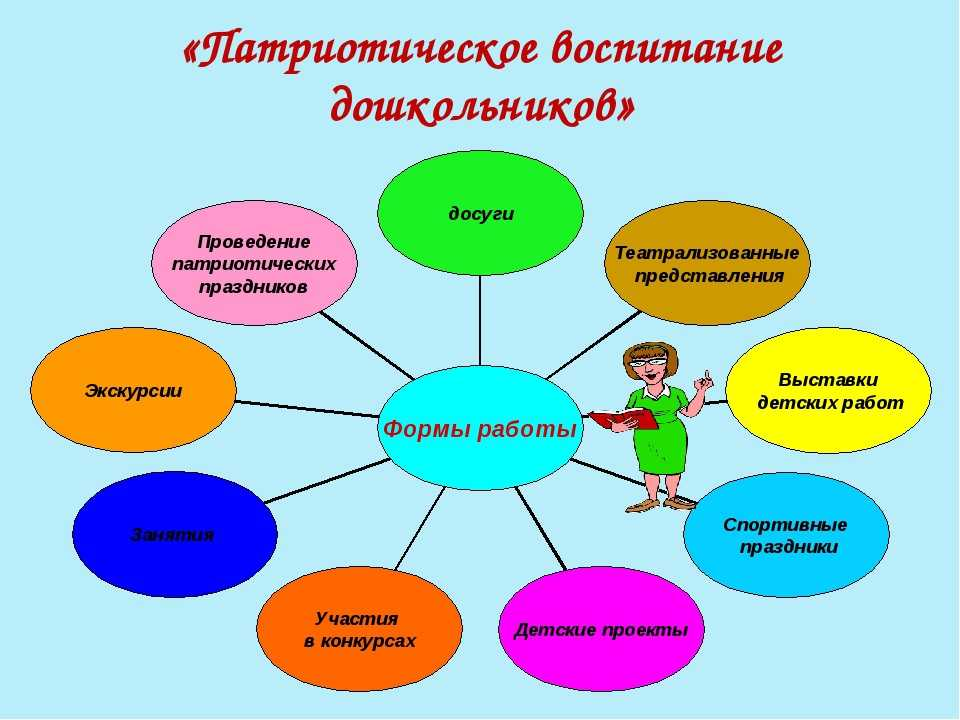 «Патриотическое воспитание
дошкольников»
досуги
Проведение
патриотических
праздников
Театрализованные
представления
Экскурсии
Выставки
детских работ
Формы работы
Занятия
Спортивные
праздники
Участия
в конкурсах
Детские проекты